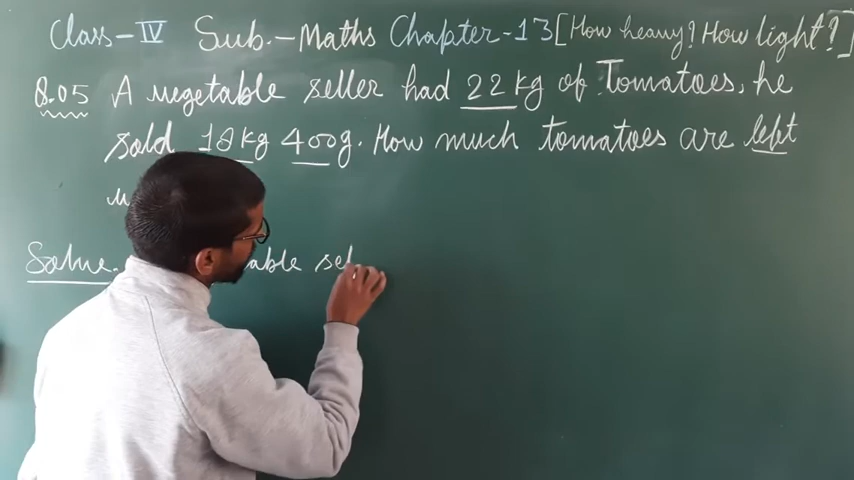 Class-IV Sub.-Maths Chapter-13[How heavy? How light?]
Q.05 A vegetable seller had 22 kg of Tomatoes, he
sold 18 kg 400g. How much tomatoes are left
Solve. able sel